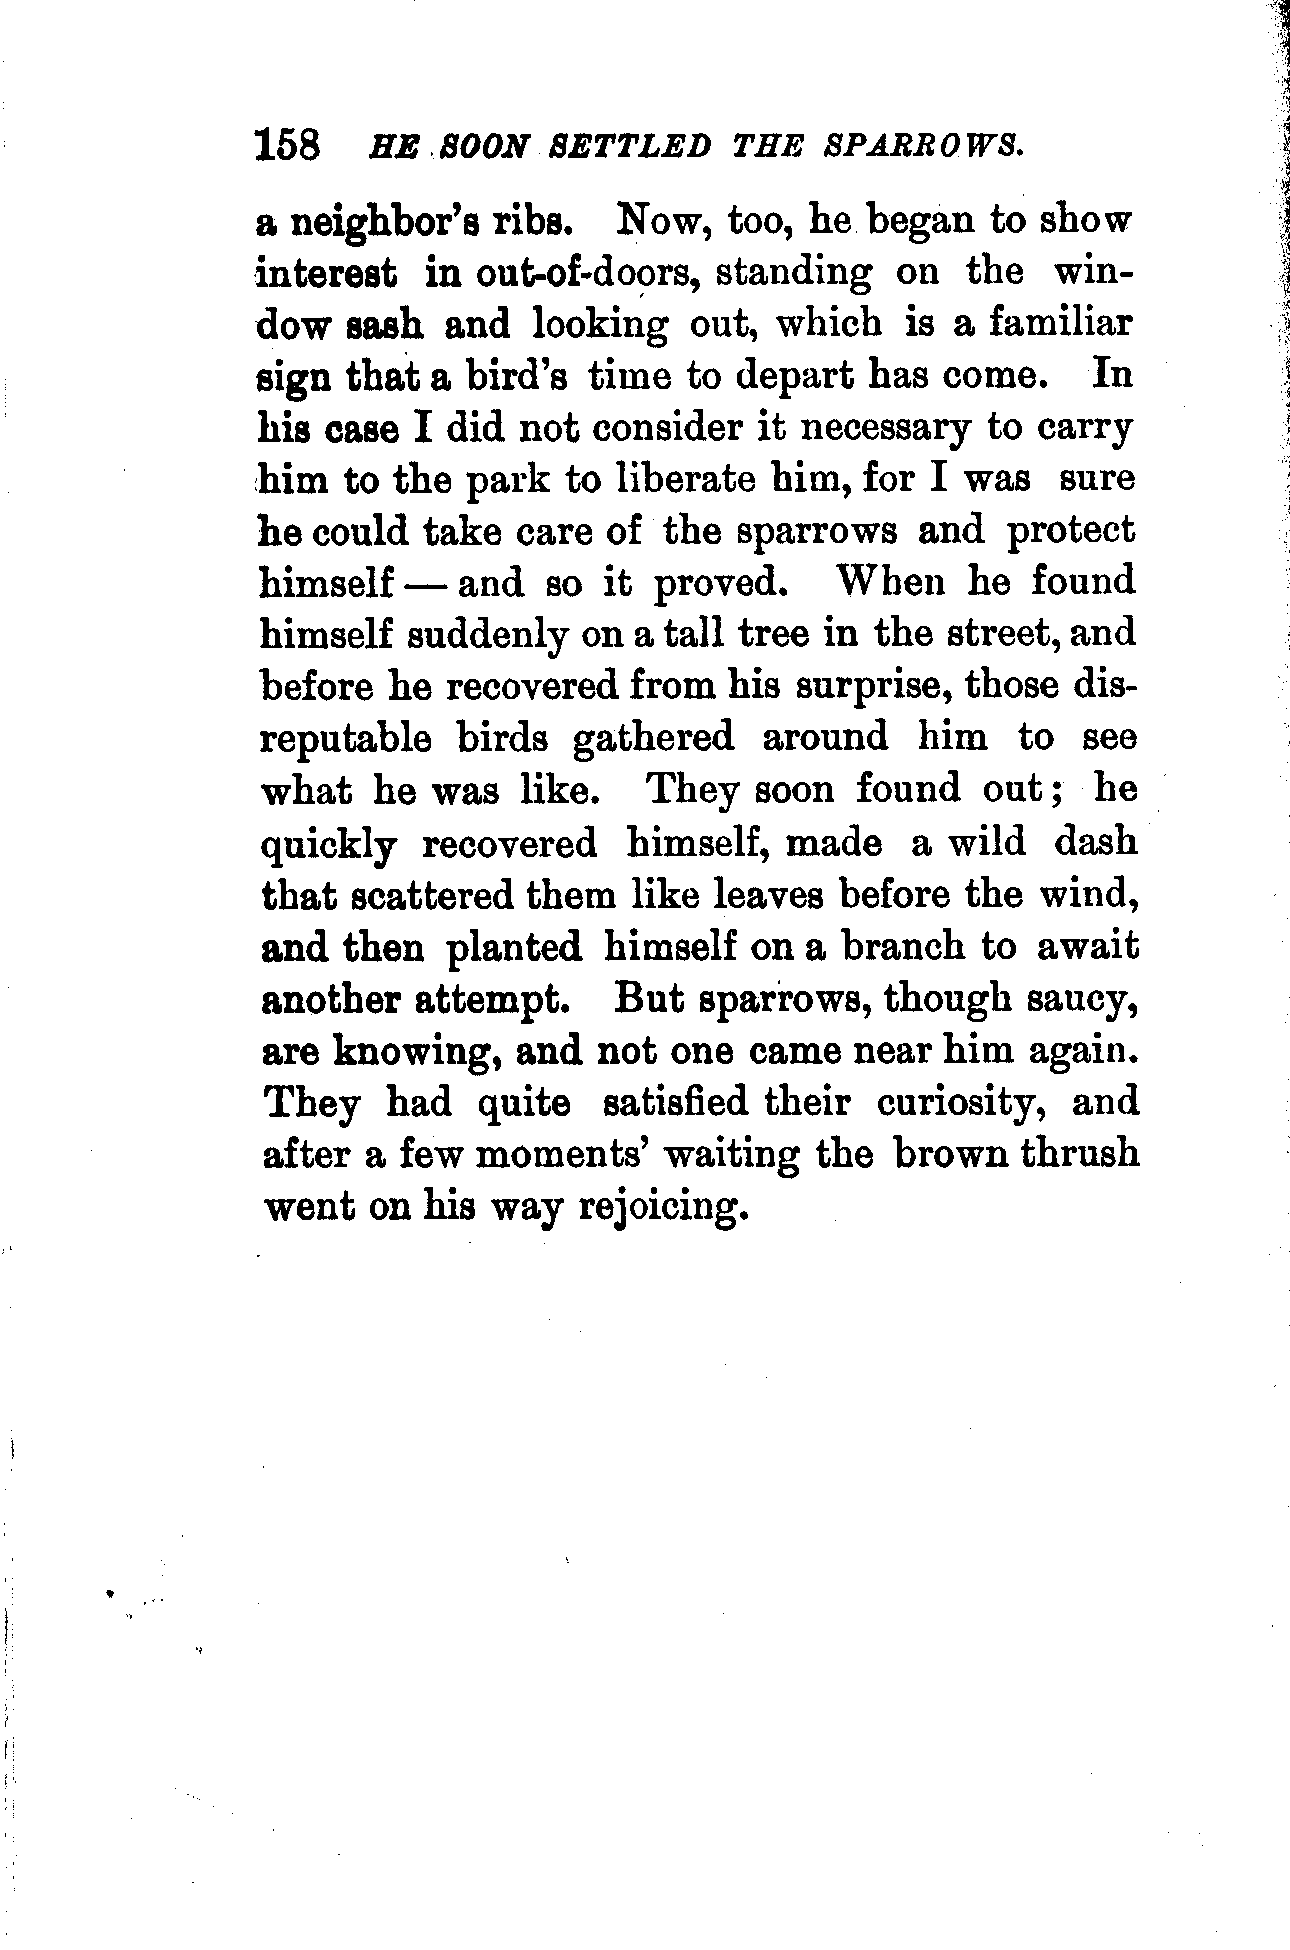 158 HE SOON SETTLED THE SPARROWS.
a neighbor's ribs. Now, too, he began to show
interest in out-of-doors, standing on the win-
dow sash and looking out, which is a familiar
sign that a bird's time to depart has come. In
his case I did not consider it necessary to carry
him to the park to liberate him, for I was sure
he could take care of the sparrows and protect
himself — and so it proved. When he found
himself suddenly on a tall tree in the street, and
before he recovered from his surprise, those dis-
reputable birds gathered around him to see
what he was like. They soon found out; he
quickly recovered himself, made a wild dash
that scattered them like leaves before the wind,
and then planted himself on a branch to await
another attempt. But sparrows, though saucy,
are knowing, and not one came near him again.
They had quite satisfied their curiosity, and
after a few moments' waiting the brown thrush
went on his way rejoicing.